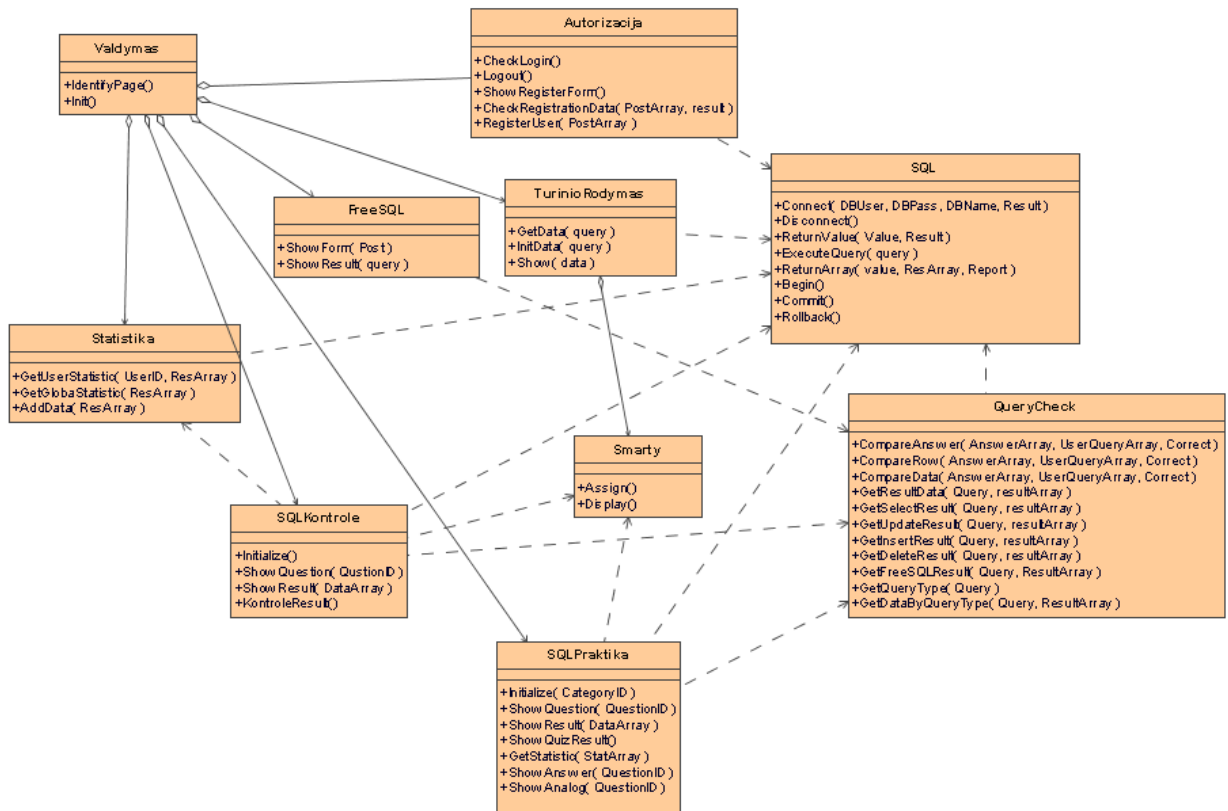 Valdymas
+IdentifyPage()
+Init()
Autorizacija
+CheckLogin()
+Logout()
+ShowRegisterForm()
+CheckRegistrationData( PostArray, result )
+RegisterUser( PostArray )
SQL
+Connect( DBUser, DBPass, DBName, Result )
+Disconnect()
+ReturnValue( Value, Result )
+ExecuteQuery( query )
+ReturnArray( value, ResArray, Report )
+Begin()
+Commit()
+Rollback()
FreeSQL
+ShowForm( Post )
+ShowResult( query )
TurinioRodymas
+GetData( query )
+InitData( query )
+Show( data )
Statistika
+GetUserStatistic( UserID, ResArray )
+GetGlobaStatistic( ResArray )
+AddData( ResArray )
QueryCheck
+CompareAnswer( AnswerArray, UserQueryArray, Correct )
+CompareRow( AnswerArray, UserQueryArray, Correct )
+CompareData( AnswerArray, UserQueryArray, Correct )
+GetResultData( Query, resultArray )
+GetSelectResult( Query, resultArray )
+GetUpdateResult( Query, resultArray )
+GetInsertResult( Query, resultArray )
+GetDeleteResult( Query, resultArray )
+GetFreeSQLResult( Query, ResultArray )
+GetQueryType( Query )
+GetDataByQueryType( Query, ResultArray )
Smarty
+Assign()
+Display()
SQLKontrole
+Initialize()
+ShowQuestion( QustionID )
+ShowResult( DataArray )
+KontroleResult()
SQLPraktika
+Initialize( CategoryID )
+ShowQuestion( QuestionID )
+ShowResult( DataArray )
+ShowQuizResult()
+GetStatistic( StatArray )
+ShowAnswer( QuestionID )
+ShowAnalog( QuestionID )